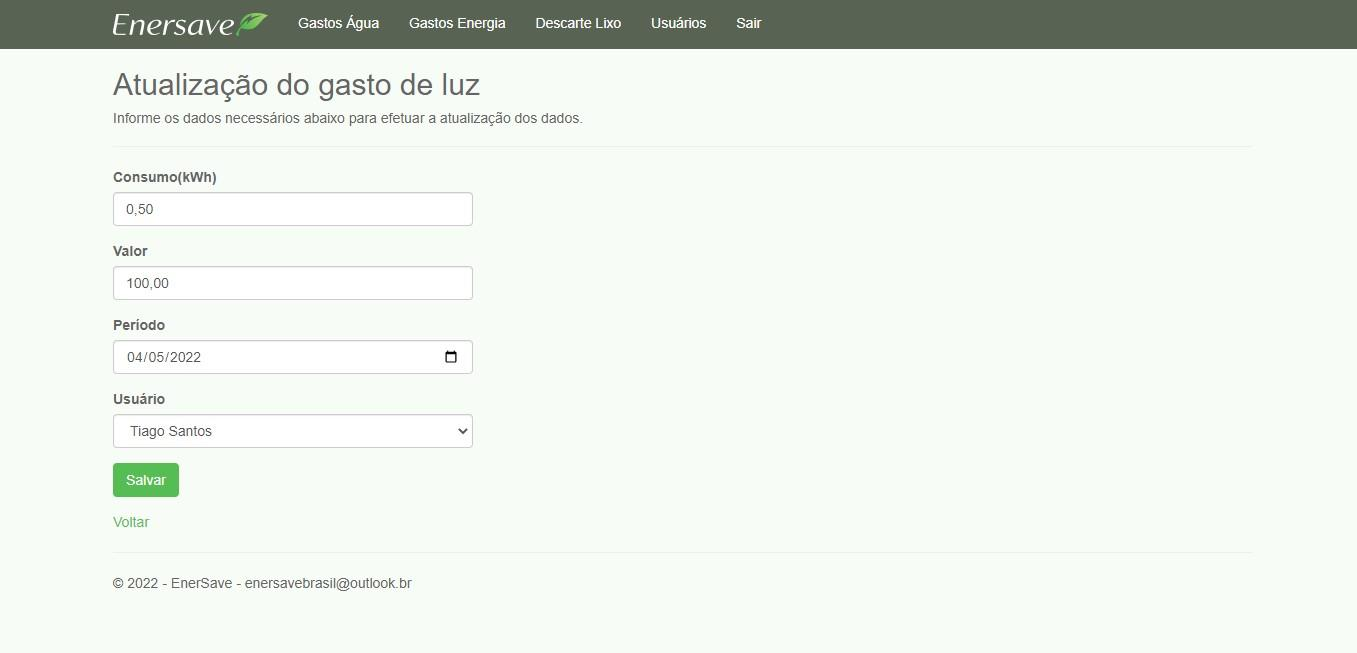 Enersave Gastos Água Gastos Energia Descarte Lixo Usuários Sair
Atualização do gasto de luz
Informe os dados necessários abaixo para efetuar a atualização dos dados.
Consumo(kWh)
0,50
Valor
100,00
Período
04/05/2022
Usuário
Tiago Santos
Salvar
Voltar
© 2022 - EnerSave - enersavebrasil@outlook.br